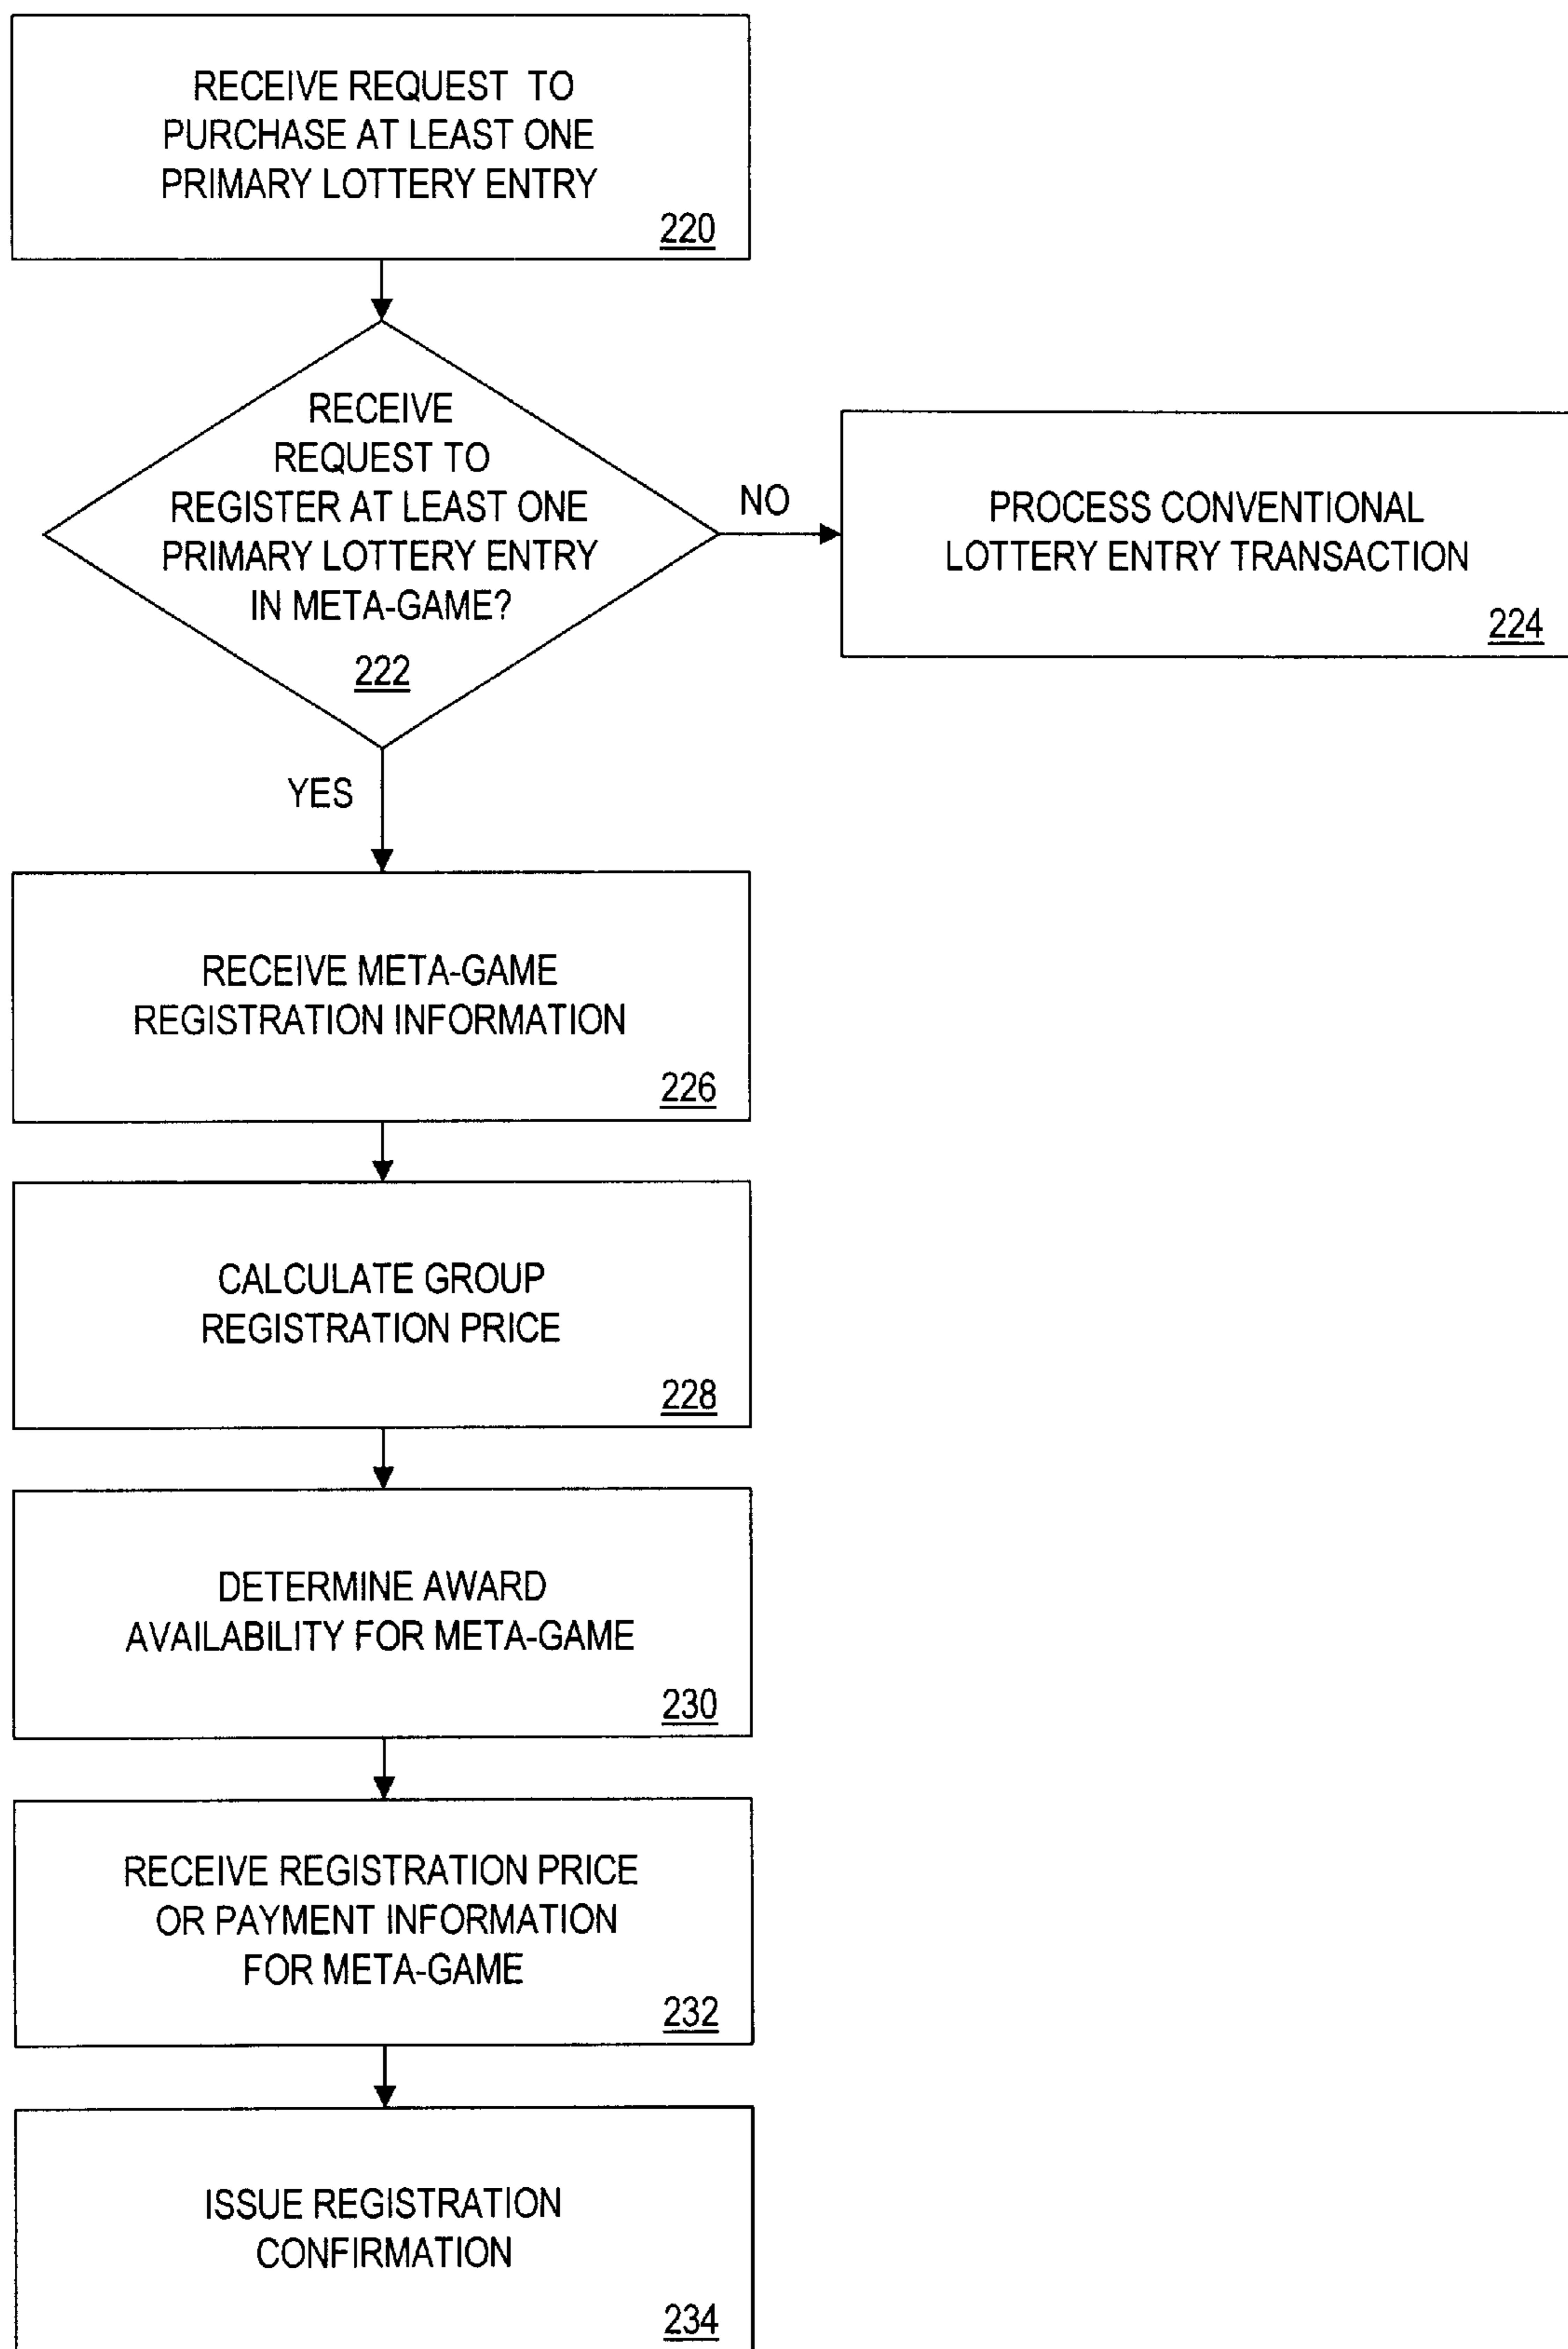 RECEIVE REQUEST TO
PURCHASE AT LEAST ONE
PRIMARY LOTTERY ENTRY
220
RECEIVE
REQUEST TO
REGISTER AT LEAST ONE
PRIMARY LOTTERY ENTRY
IN META-GAME?
222
NO
PROCESS CONVENTIONAL
LOTTERY ENTRY TRANSACTION
224
YES
RECEIVE META-GAME
REGISTRATION INFORMATION
226
CALCULATE GROUP
REGISTRATION PRICE
228
DETERMINE AWARD
AVAILABILITY FOR META-GAME
230
RECEIVE REGISTRATION PRICE
OR PAYMENT INFORMATION
FOR META-GAME
232
ISSUE REGISTRATION
CONFIRMATION
234